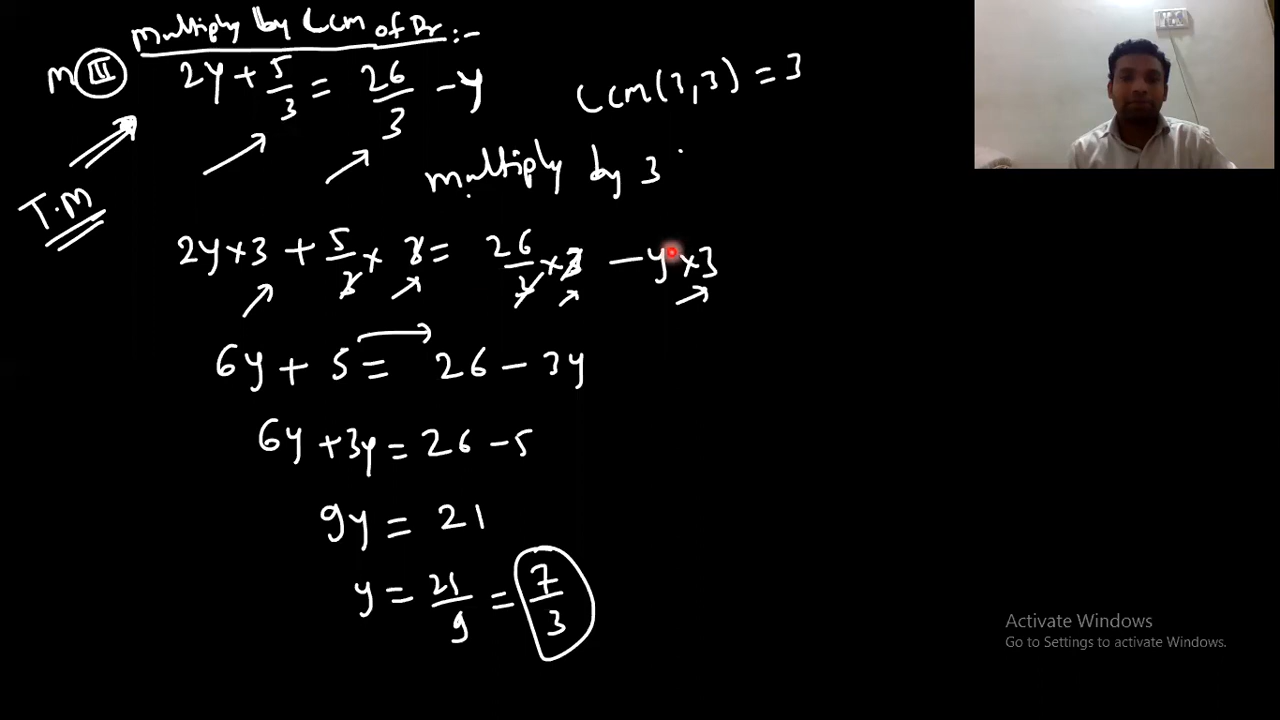 multiply by LCM of Dr :-
M III 2y + 5/3 = 26/3 - y
LCM(3,3) = 3
T.M
multiply by 3
2y×3 + 5/3 × 3 = 26/3 ×3 - y×3
6y + 5 = 26 - 3y
6y + 3y = 26 - 5
9y = 21
y = 21/9 = 7/3
Activate Windows
Go to Settings to activate Windows.